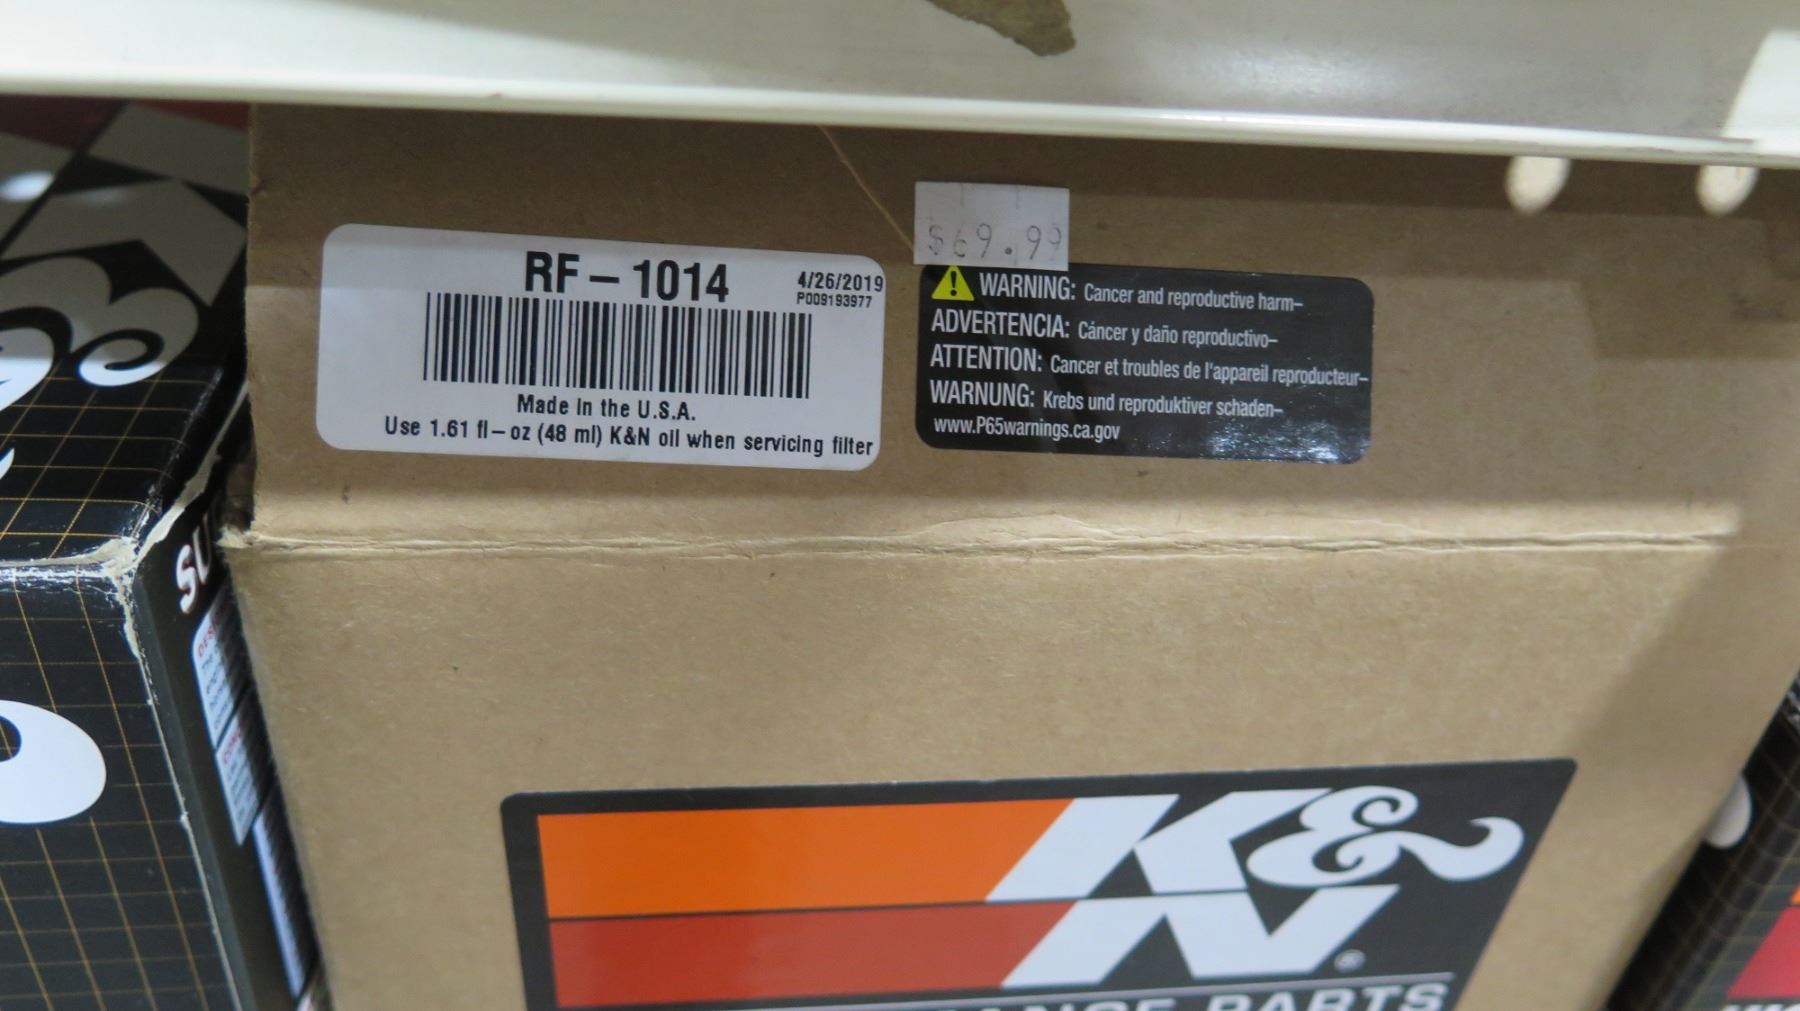 $69.99
RF-1014
4/26/2019
P009193977
Made in the U.S.A.
Use 1.61 fl-oz (48 ml) K&N oil when servicing filter
WARNING: Cancer and reproductive harm-
ADVERTENCIA: Cáncer y daño reproductivo-
ATTENTION: Cancer et troubles de l'appareil reproducteur-
WARNUNG: Krebs und reproduktiver schaden-
www.P65warnings.ca.gov
K&N®
PARTS